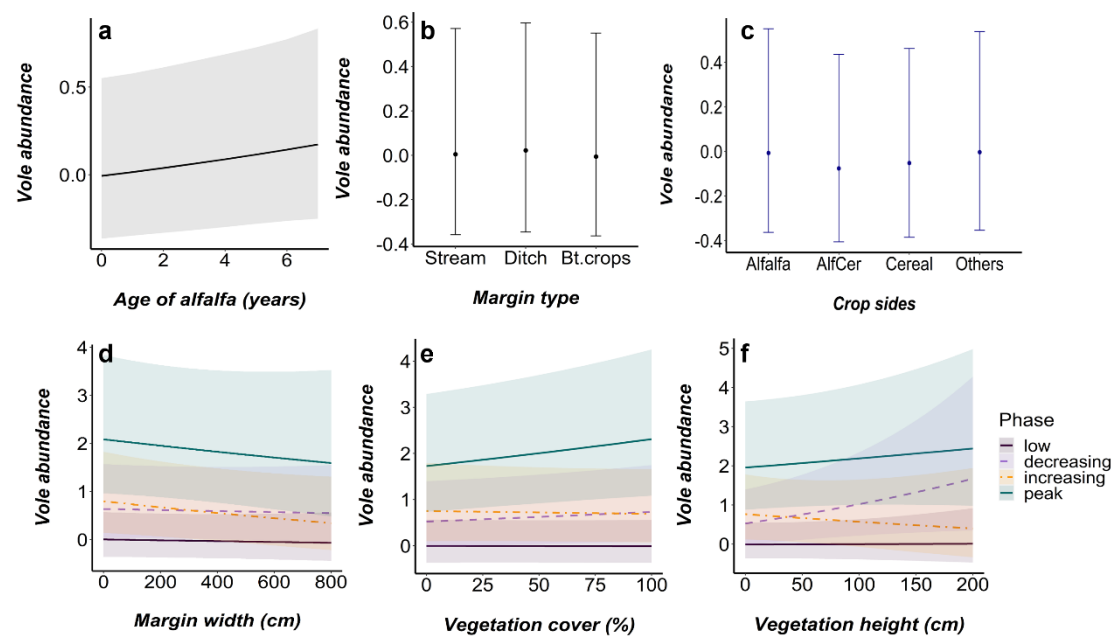 a
Vole abundance
0.5
0.0
0
2
4
6
Age of alfalfa (years)
b
Vole abundance
0.6
0.4
0.2
0.0
-0.2
-0.4
Stream
Ditch
Bt.crops
Margin type
c
Vole abundance
0.4
0.2
0.0
-0.2
-0.4
Alfalfa
AlfCer
Cereal
Others
Crop sides
d
Vole abundance
4
3
2
1
0
0
200
400
600
800
Margin width (cm)
e
Vole abundance
4
3
2
1
0
0
25
50
75
100
Vegetation cover (%)
f
Vole abundance
5
4
3
2
1
0
0
50
100
150
200
Vegetation height (cm)
Phase
low
decreasing
increasing
peak